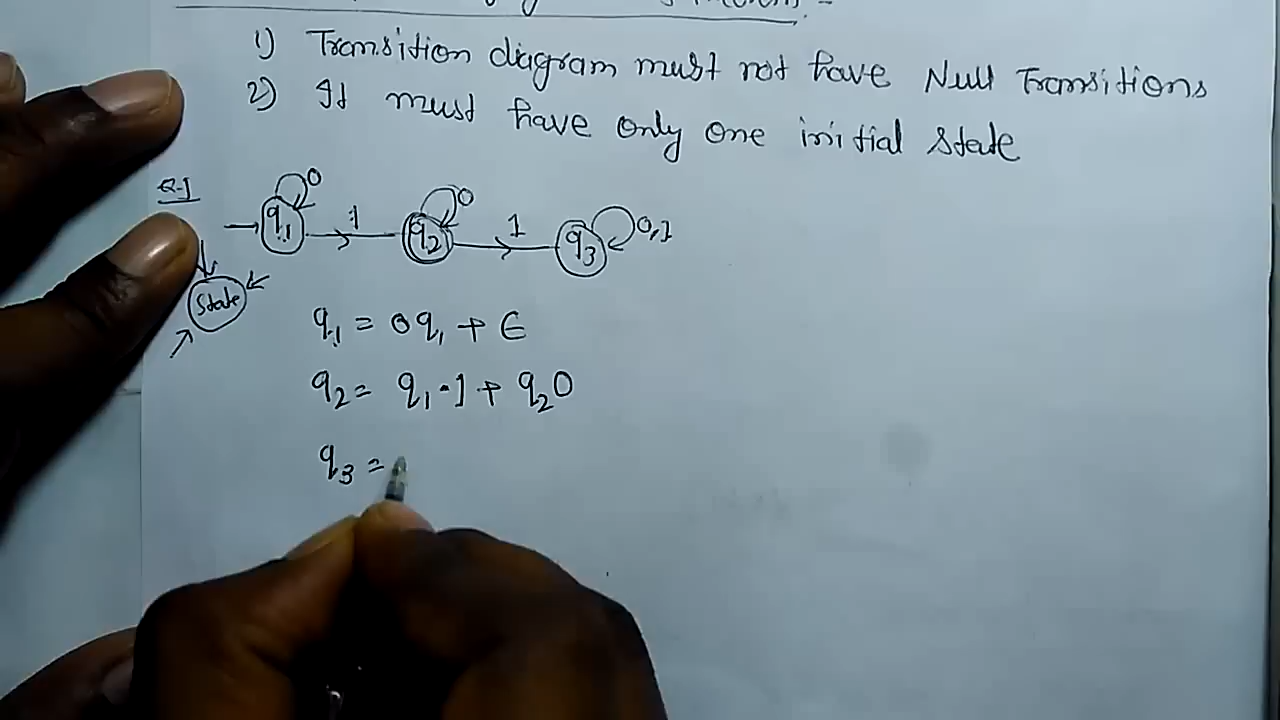 1) Transition diagram must not have Null Transitions
2) It must have only one initial state
Q-1
q1 0 1 q2 0 1 q3 0,1
State
q1 = 0q1 + ∈
q2 = q1·1 + q20
q3 =